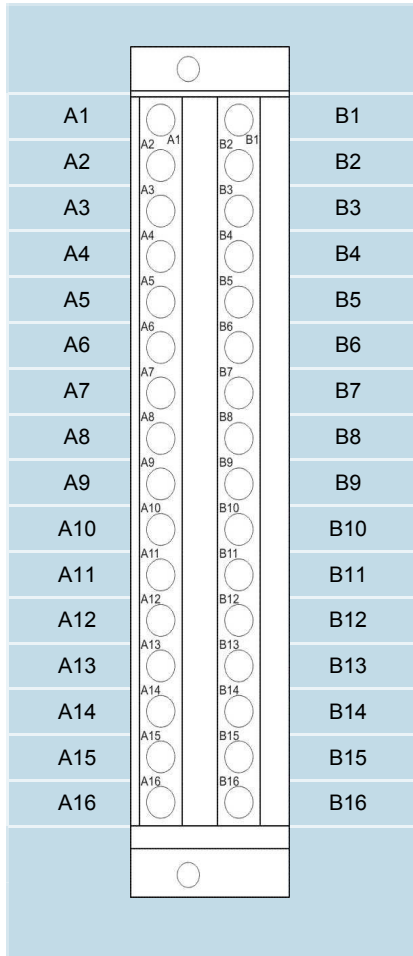 A1 B1
A2 A1 B2 B1
A2 B2
A3 B3
A3 B3
A4 B4
A4 B4
A5 B5
A5 B5
A6 B6
A6 B6
A7 B7
A7 B7
A8 B8
A8 B8
A9 B9
A9 B9
A10 B10
A10 B10
A11 B11
A11 B11
A12 B12
A12 B12
A13 B13
A13 B13
A14 B14
A14 B14
A15 B15
A15 B15
A16 B16
A16 B16